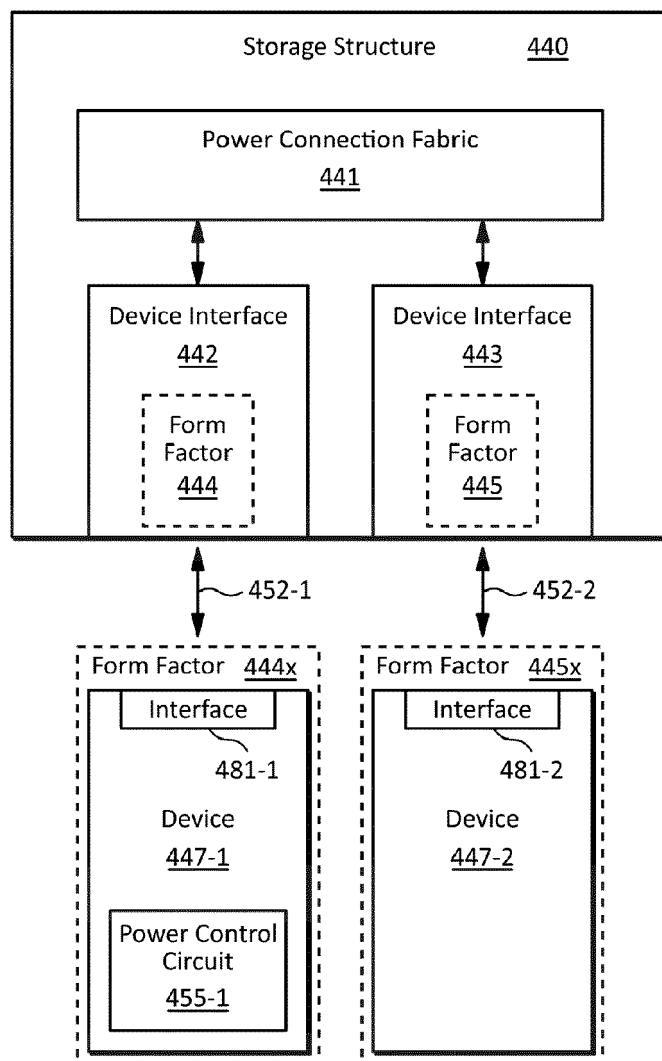 Storage Structure 440
Power Connection Fabric
441
Device Interface
442
Form
Factor
444
Device Interface
443
Form
Factor
445
452-1
452-2
Form Factor 444x
Interface
481-1
Device
447-1
Power Control
Circuit
455-1
Form Factor 445x
Interface
481-2
Device
447-2